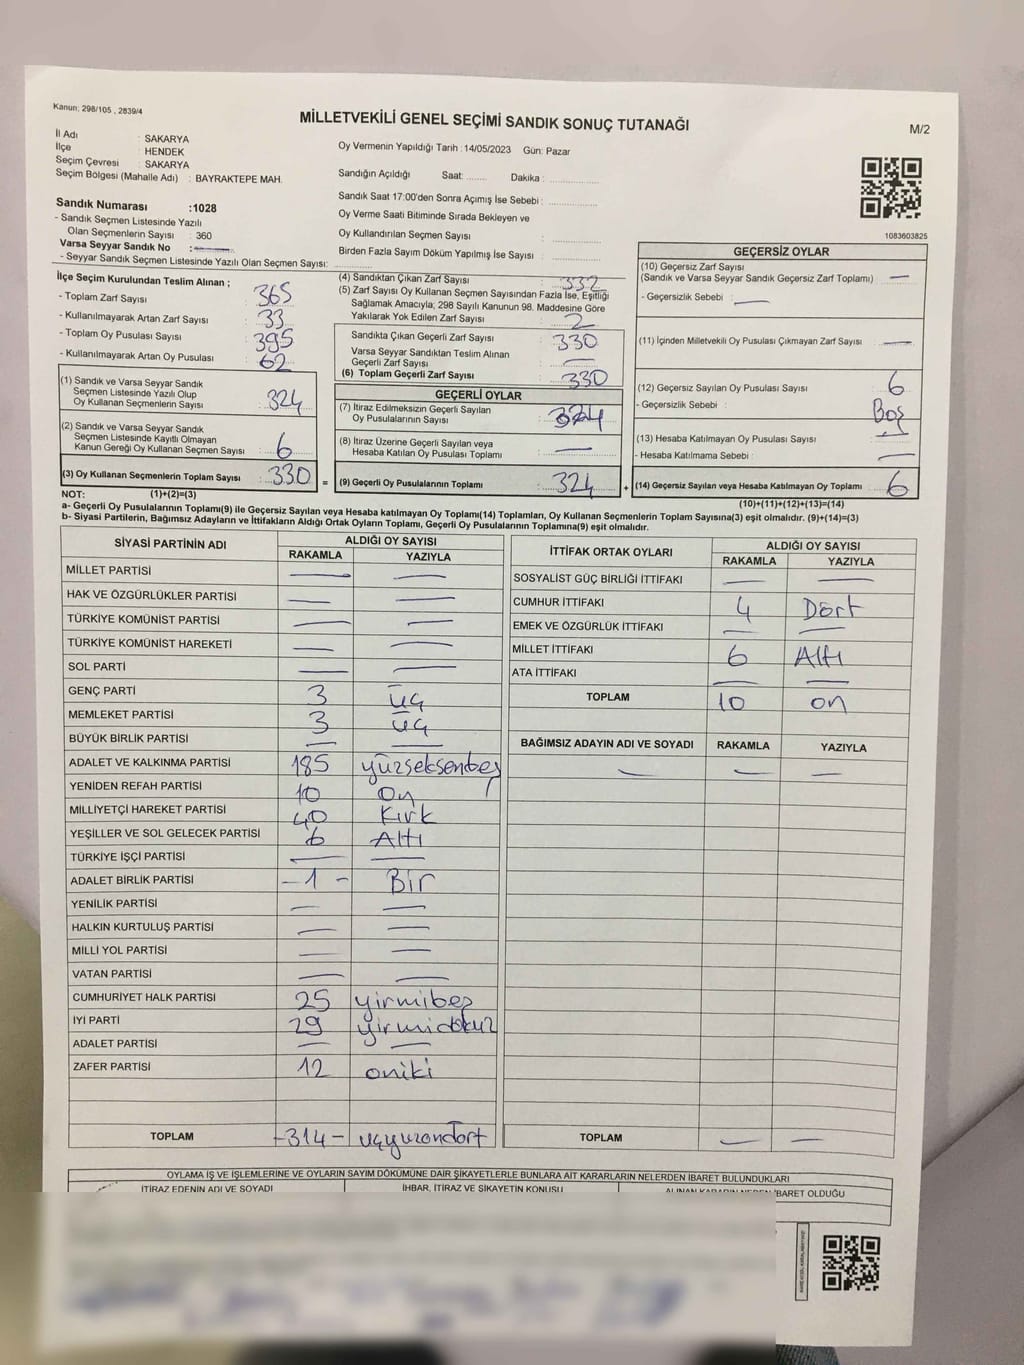 Kanun: 298/105 , 2839/4
MİLLETVEKİLİ GENEL SEÇİMİ SANDIK SONUÇ TUTANAĞI
M/2
İl Adı : SAKARYA
İlçe : HENDEK
Seçim Çevresi : SAKARYA
Seçim Bölgesi (Mahalle Adı) : BAYRAKTEPE MAH.
Sandık Numarası :1028
- Sandık Seçmen Listesinde Yazılı
Olan Seçmenlerin Sayısı : 360
Varsa Seyyar Sandık No : —
- Seyyar Sandık Seçmen Listesinde Yazılı Olan Seçmen Sayısı:
Oy Vermenin Yapıldığı Tarih :14/05/2023 Gün: Pazar
Sandığın Açıldığı Saat: ........ Dakika : ................
Sandık Saat 17:00'den Sonra Açımış İse Sebebi : ................
Oy Verme Saati Bitiminde Sırada Bekleyen ve
Oy Kullandırılan Seçmen Sayısı : ................
Birden Fazla Sayım Döküm Yapılmış İse Sayısı : ................
1083603825
İlçe Seçim Kurulundan Teslim Alınan ;
- Toplam Zarf Sayısı : 365
- Kullanılmayarak Artan Zarf Sayısı : 33
- Toplam Oy Pusulası Sayısı : 395
- Kullanılmayarak Artan Oy Pusulası : 62
(1) Sandık ve Varsa Seyyar Sandık
Seçmen Listesinde Yazılı Olup
Oy Kullanan Seçmenlerin Sayısı : 324
(2) Sandık ve Varsa Seyyar Sandık
Seçmen Listesinde Kayıtlı Olmayan
Kanun Gereği Oy Kullanan Seçmen Sayısı : 6
(3) Oy Kullanan Seçmenlerin Toplam Sayısı : 330
(4) Sandıktan Çıkan Zarf Sayısı : 332
(5) Zarf Sayısı Oy Kullanan Seçmen Sayısından Fazla İse, Eşitliği
Sağlamak Amacıyla; 298 Sayılı Kanunun 98. Maddesine Göre
Yakılarak Yok Edilen Zarf Sayısı : 2
Sandıkta Çıkan Geçerli Zarf Sayısı : 330
Varsa Seyyar Sandıktan Teslim Alınan
Geçerli Zarf Sayısı : —
(6) Toplam Geçerli Zarf Sayısı : 330
GEÇERLİ OYLAR
(7) İtiraz Edilmeksizin Geçerli Sayılan
Oy Pusulalarının Sayısı : 324
(8) İtiraz Üzerine Geçerli Sayılan veya
Hesaba Katılan Oy Pusulası Toplamı : —
= (9) Geçerli Oy Pusulalarının Toplamı : 324
GEÇERSİZ OYLAR
(10) Geçersiz Zarf Sayısı
(Sandık ve Varsa Seyyar Sandık Geçersiz Zarf Toplamı) : —
- Geçersizlik Sebebi : —
(11) İçinden Milletvekili Oy Pusulası Çıkmayan Zarf Sayısı : —
(12) Geçersiz Sayılan Oy Pusulası Sayısı : 6
- Geçersizlik Sebebi : Boş
(13) Hesaba Katılmayan Oy Pusulası Sayısı : —
- Hesaba Katılmama Sebebi : —
+ (14) Geçersiz Sayılan veya Hesaba Katılmayan Oy Toplamı : 6
NOT: (1)+(2)=(3)
(10)+(11)+(12)+(13)=(14)
a- Geçerli Oy Pusulalarının Toplamı(9) ile Geçersiz Sayılan veya Hesaba katılmayan Oy Toplamı(14) Toplamları, Oy Kullanan Seçmenlerin Toplam Sayısına(3) eşit olmalıdır. (9)+(14)=(3)
b- Siyasi Partilerin, Bağımsız Adayların ve İttifakların Aldığı Ortak Oyların Toplamı, Geçerli Oy Pusulalarının Toplamına(9) eşit olmalıdır.
SİYASİ PARTİNİN ADI ALDIĞI OY SAYISI
RAKAMLA YAZIYLA
MİLLET PARTİSİ — —
HAK VE ÖZGÜRLÜKLER PARTİSİ — —
TÜRKİYE KOMÜNİST PARTİSİ — —
TÜRKİYE KOMÜNİST HAREKETİ — —
SOL PARTİ — —
GENÇ PARTİ 3 üç
MEMLEKET PARTİSİ 3 üç
BÜYÜK BİRLİK PARTİSİ — —
ADALET VE KALKINMA PARTİSİ 185 yüzseksenbeş
YENİDEN REFAH PARTİSİ 10 On
MİLLİYETÇİ HAREKET PARTİSİ 40 Kırk
YEŞİLLER VE SOL GELECEK PARTİSİ 6 Altı
TÜRKİYE İŞÇİ PARTİSİ — —
ADALET BİRLİK PARTİSİ - 1 - Bir
YENİLİK PARTİSİ — —
HALKIN KURTULUŞ PARTİSİ — —
MİLLİ YOL PARTİSİ — —
VATAN PARTİSİ — —
CUMHURİYET HALK PARTİSİ 25 yirmibeş
İYİ PARTİ 29 yirmidokuz
ADALET PARTİSİ — —
ZAFER PARTİSİ 12 oniki
TOPLAM -314- üçyüzondört
İTTİFAK ORTAK OYLARI ALDIĞI OY SAYISI
RAKAMLA YAZIYLA
SOSYALİST GÜÇ BİRLİĞİ İTTİFAKI — —
CUMHUR İTTİFAKI 4 Dört
EMEK VE ÖZGÜRLÜK İTTİFAKI — —
MİLLET İTTİFAKI 6 Altı
ATA İTTİFAKI — —
TOPLAM 10 on
BAĞIMSIZ ADAYIN ADI VE SOYADI RAKAMLA YAZIYLA
— — —
TOPLAM — —
OYLAMA İŞ VE İŞLEMLERİNE VE OYLARIN SAYIM DÖKÜMÜNE DAİR ŞİKAYETLERLE BUNLARA AİT KARARLARIN NELERDEN İBARET BULUNDUKLARI
İTİRAZ EDENİN ADI VE SOYADI İHBAR, İTİRAZ VE ŞİKAYETİN KONUSU ALINAN KARARIN NEDEN İBARET OLDUĞU